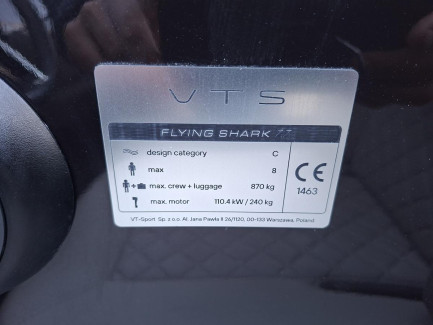 VTS
FLYING SHARK
design category C
max 8
max. crew + luggage 870 kg
max. motor 110.4 kW / 240 kg
CE
1463
VT-Sport Sp. z o.o. Al. Jana Pawła II 26/1130, 00-133 Warszawa, Poland